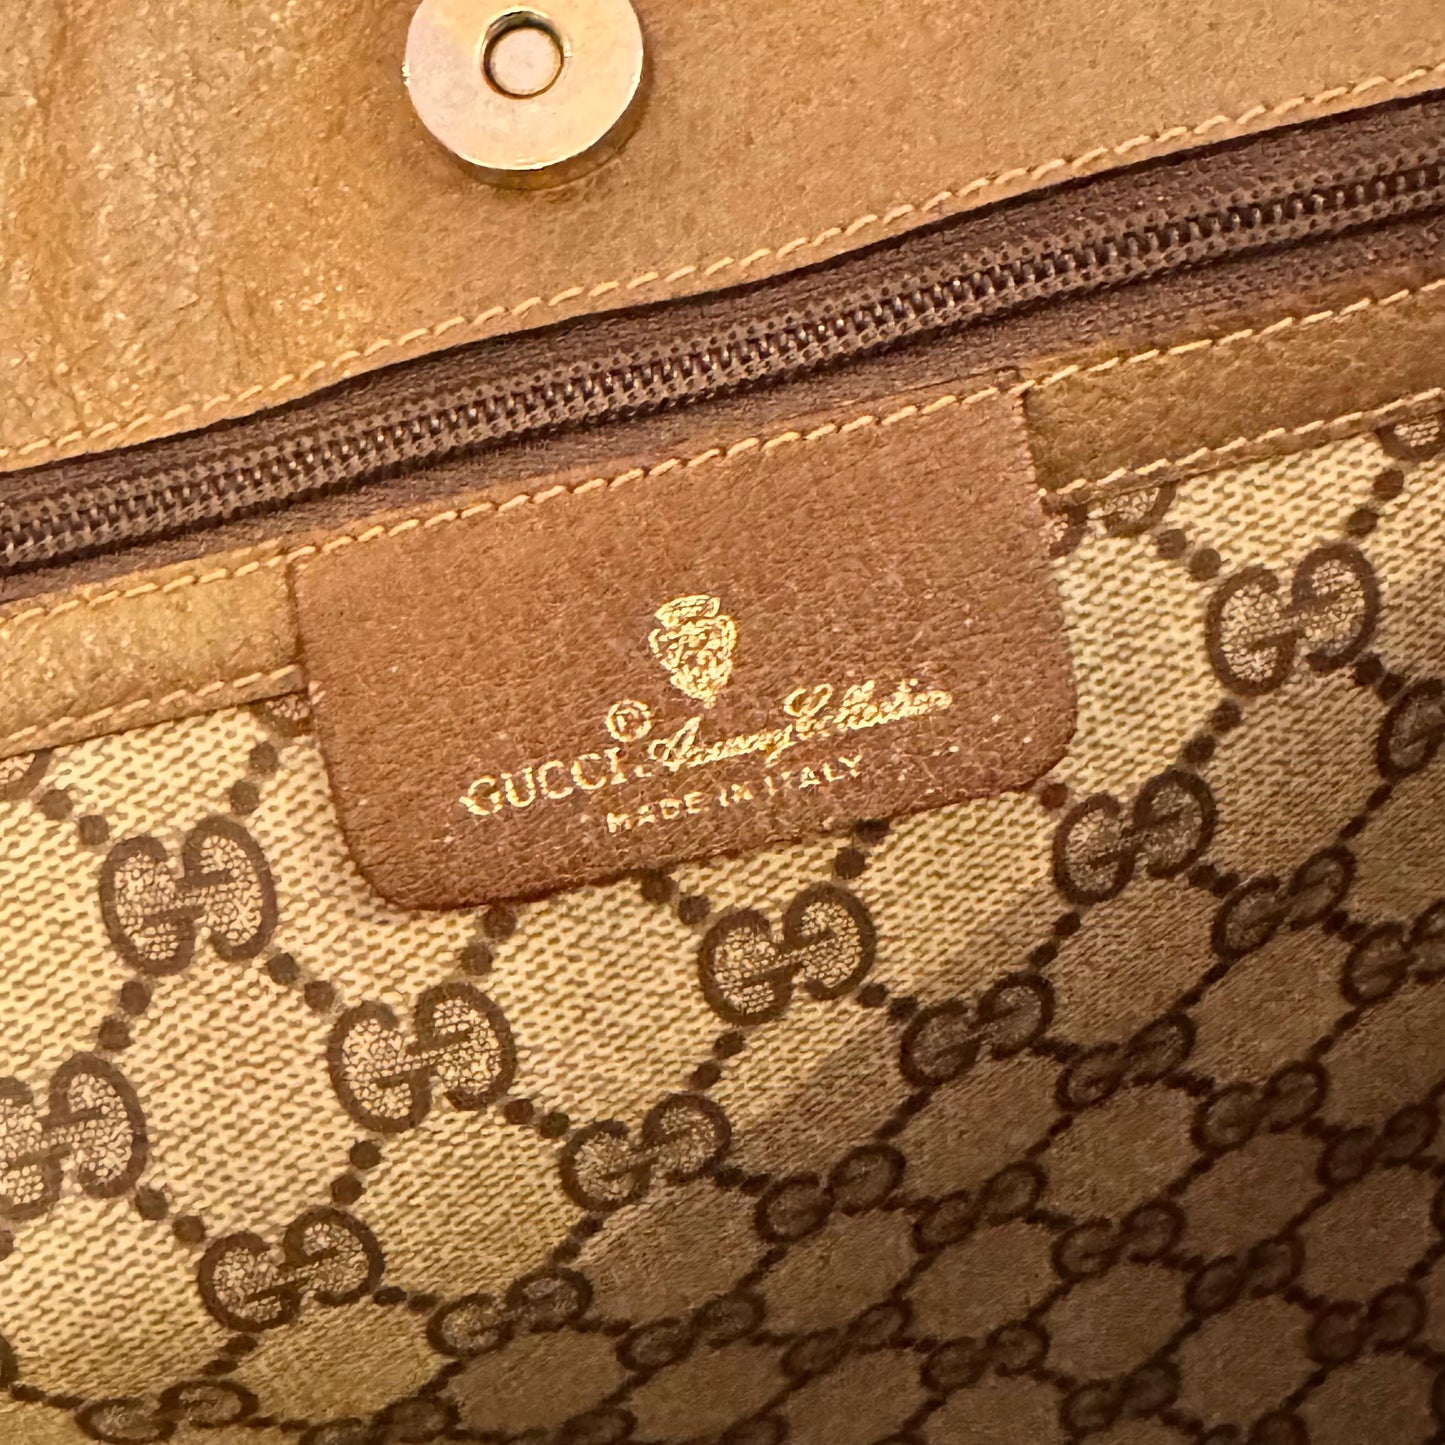 ® GUCCI. Accessory Collection
MADE IN ITALY